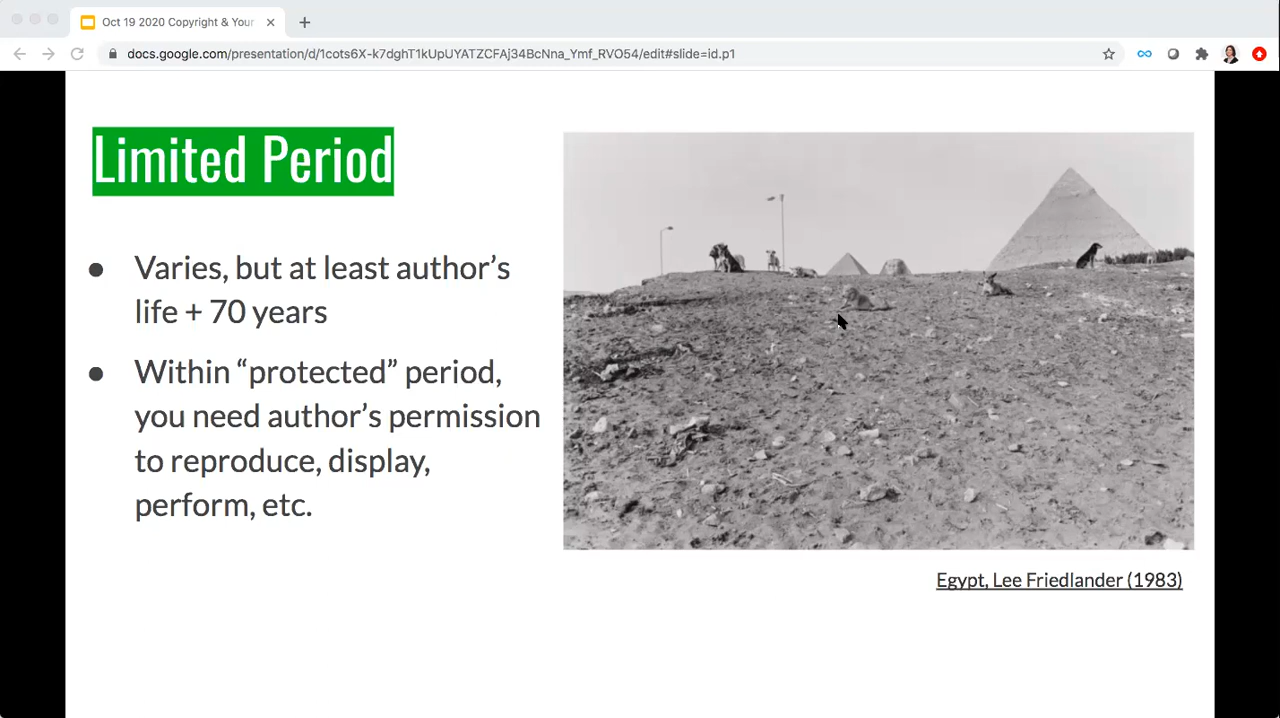 Oct 19 2020 Copyright & Your
docs.google.com/presentation/d/1cots6X-k7dghT1kUpUYATZCFAj34BcNna_Ymf_RVO54/edit#slide=id.p1
Limited Period
● Varies, but at least author’s
life + 70 years
● Within “protected” period,
you need author’s permission
to reproduce, display,
perform, etc.
Egypt, Lee Friedlander (1983)